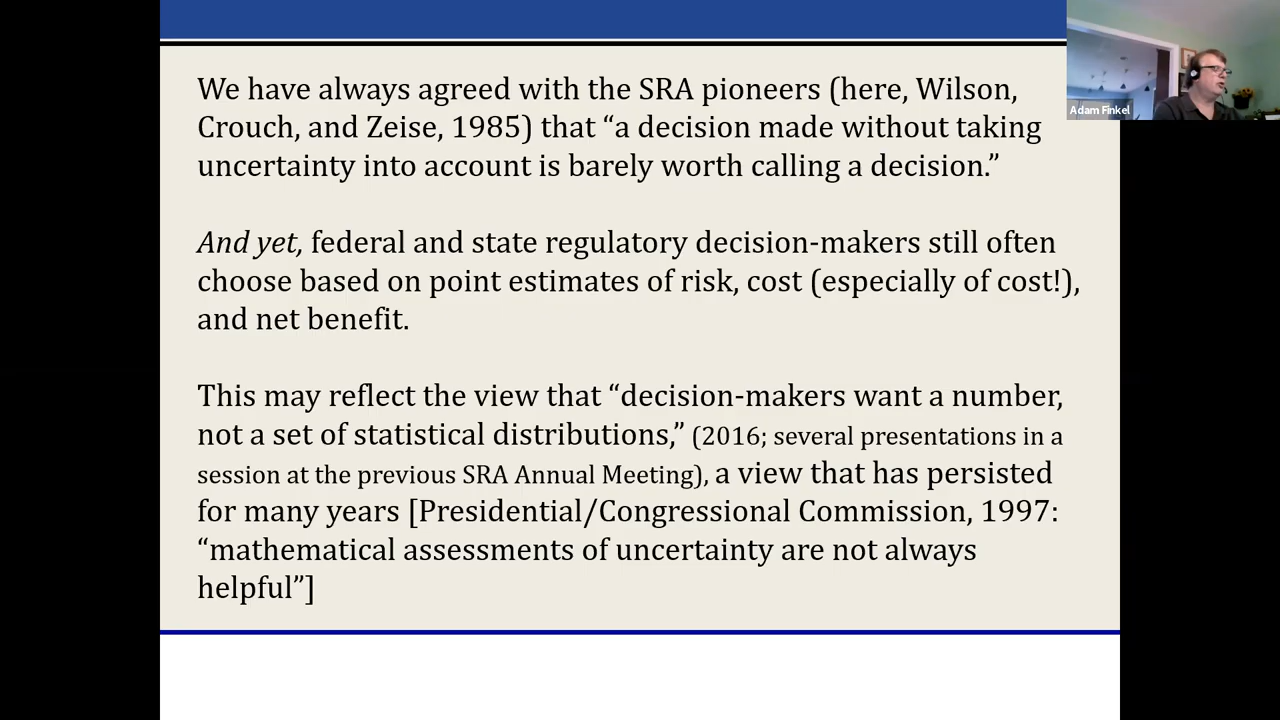 We have always agreed with the SRA pioneers (here, Wilson,
Crouch, and Zeise, 1985) that “a decision made without taking
uncertainty into account is barely worth calling a decision.”
And yet, federal and state regulatory decision-makers still often
choose based on point estimates of risk, cost (especially of cost!),
and net benefit.
This may reflect the view that “decision-makers want a number,
not a set of statistical distributions,” (2016; several presentations in a
session at the previous SRA Annual Meeting), a view that has persisted
for many years [Presidential/Congressional Commission, 1997:
“mathematical assessments of uncertainty are not always
helpful”]
Adam Finkel